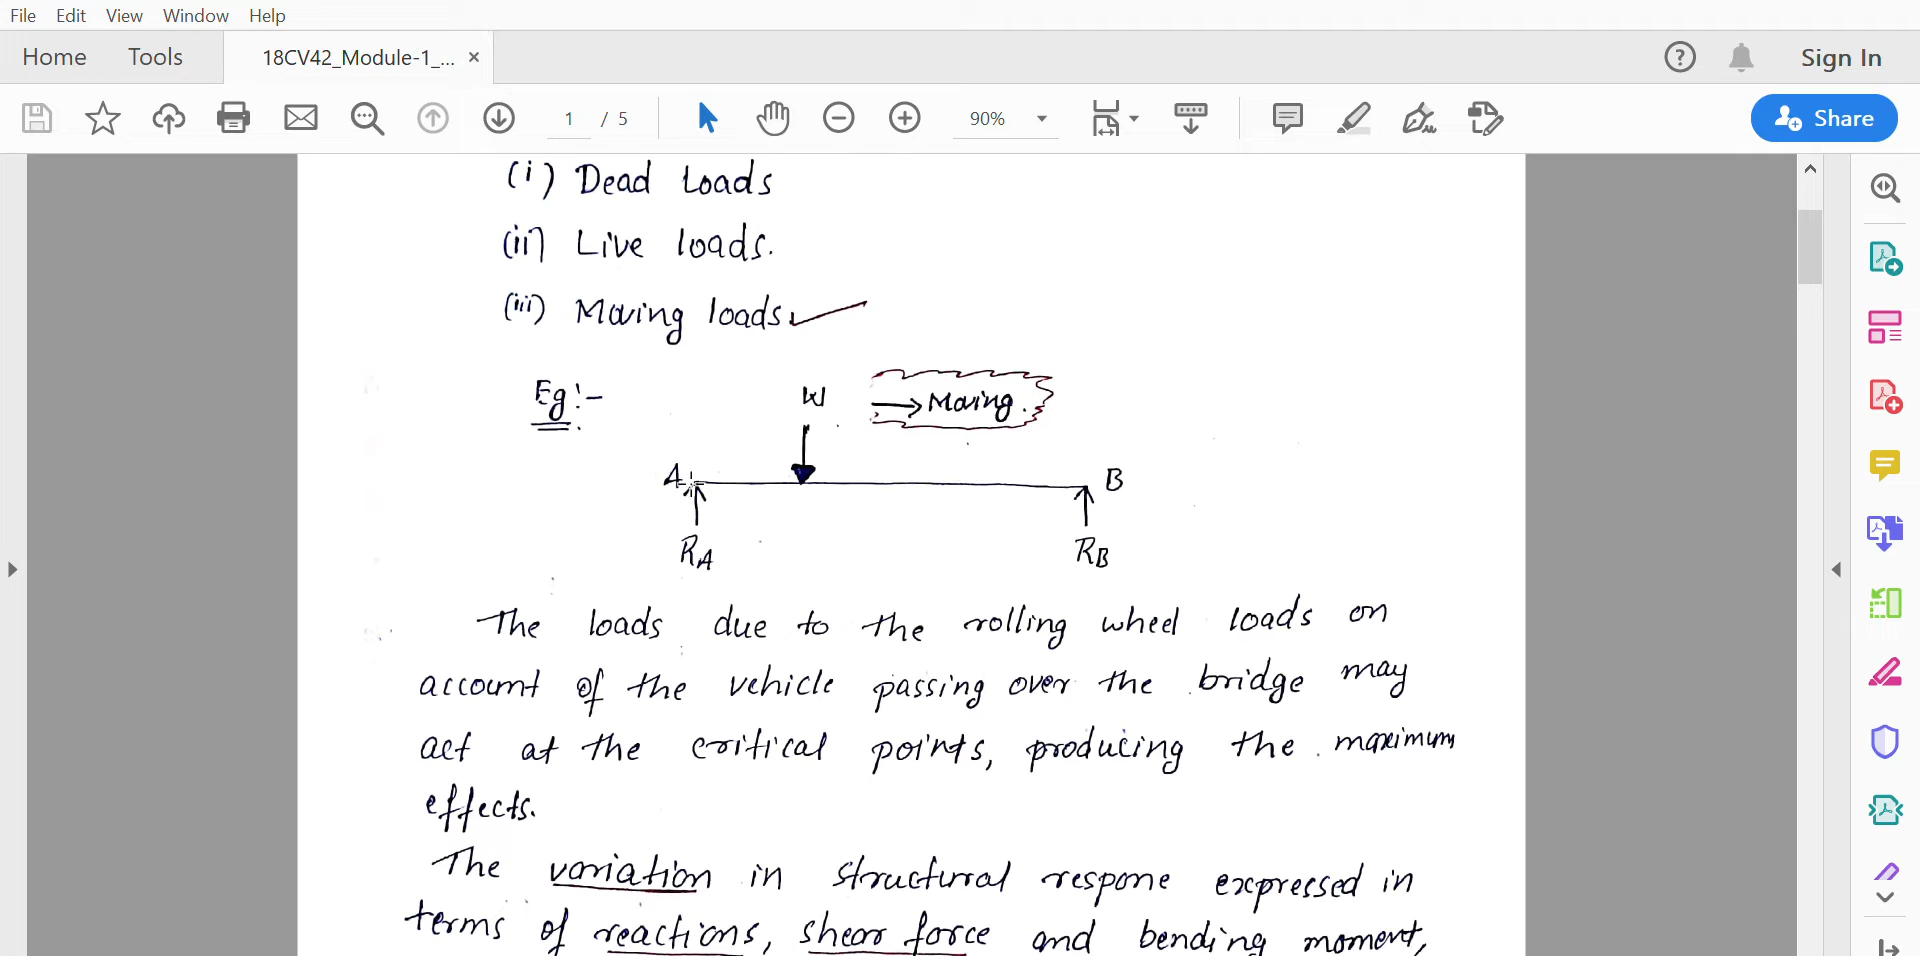 File Edit View Window Help
Home Tools 18CV42_Module-1_... × ? Sign In
1 / 5 90% Share
(i) Dead Loads
(ii) Live loads.
(iii) Moving loads
Eg:- W → Moving.
A B
RA RB
The loads due to the rolling wheel loads on
account of the vehicle passing over the bridge may
act at the critical points, producing the maximum
effects.
The variation in structural respone expressed in
terms of reactions, shear force and bending moment,